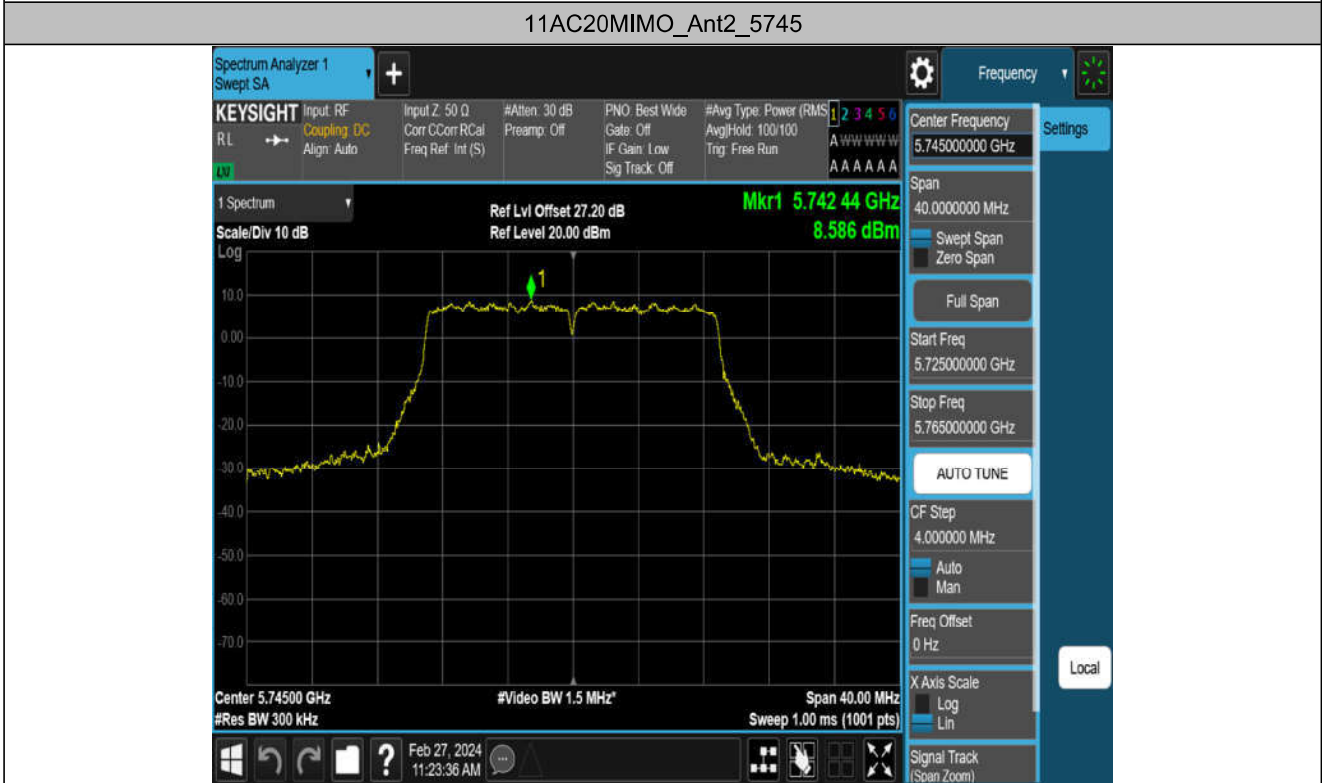 11AC20MIMO_Ant2_5745
Spectrum Analyzer 1
Swept SA
+
Frequency
KEYSIGHT
RL
LXI
Input: RF
Coupling: DC
Align: Auto
Input Z: 50 Ω
Corr CCorr RCal
Freq Ref: Int (S)
#Atten: 30 dB
Preamp: Off
PNO: Best Wide
Gate: Off
IF Gain: Low
Sig Track: Off
#Avg Type: Power (RMS
Avg|Hold: 100/100
Trig: Free Run
1 2 3 4 5 6
A W W W W W
A A A A A A
1 Spectrum
Scale/Div 10 dB
Ref Lvl Offset 27.20 dB
Ref Level 20.00 dBm
Mkr1 5.742 44 GHz
8.586 dBm
Log
1
10.0
0.00
-10.0
-20.0
-30.0
-40.0
-50.0
-60.0
-70.0
Center 5.74500 GHz
#Res BW 300 kHz
#Video BW 1.5 MHz*
Span 40.00 MHz
Sweep 1.00 ms (1001 pts)
?
Feb 27, 2024
11:23:36 AM
Center Frequency
5.745000000 GHz
Settings
Span
40.0000000 MHz
Swept Span
Zero Span
Full Span
Start Freq
5.725000000 GHz
Stop Freq
5.765000000 GHz
AUTO TUNE
CF Step
4.000000 MHz
Auto
Man
Freq Offset
0 Hz
X Axis Scale
Log
Lin
Local
Signal Track
(Span Zoom)